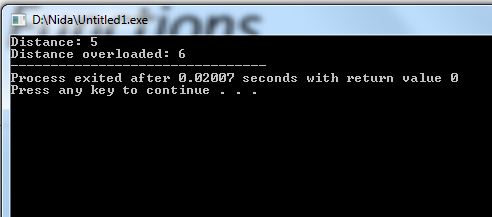 Functions
D:\Nida\Untitled1.exe
Distance: 5
Distance overloaded: 6
--------------------------------
Process exited after 0.02007 seconds with return value 0
Press any key to continue . . .